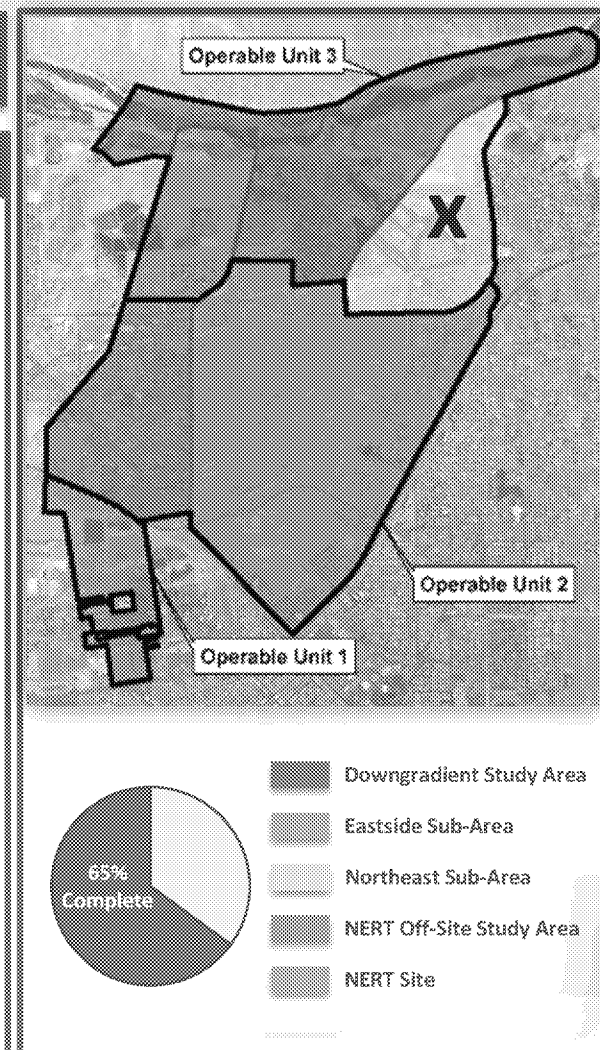 Operable Unit 3
X
Operable Unit 2
Operable Unit 1
65%
Complete
Downgradient Study Area
Eastside Sub-Area
Northeast Sub-Area
NERT Off-Site Study Area
NERT Site